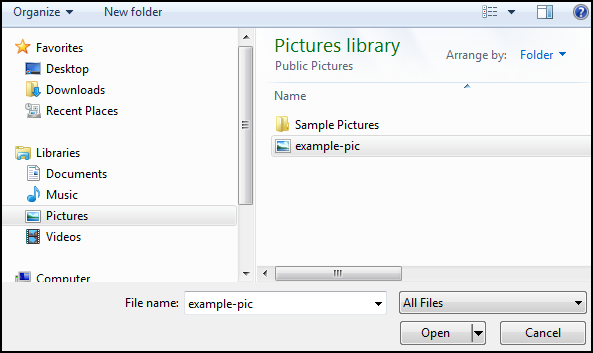 Organize New folder
Favorites
Desktop
Downloads
Recent Places
Libraries
Documents
Music
Pictures
Videos
Computer
Pictures library
Public Pictures
Arrange by: Folder
Name
Sample Pictures
example-pic
File name: example-pic All Files
Open Cancel